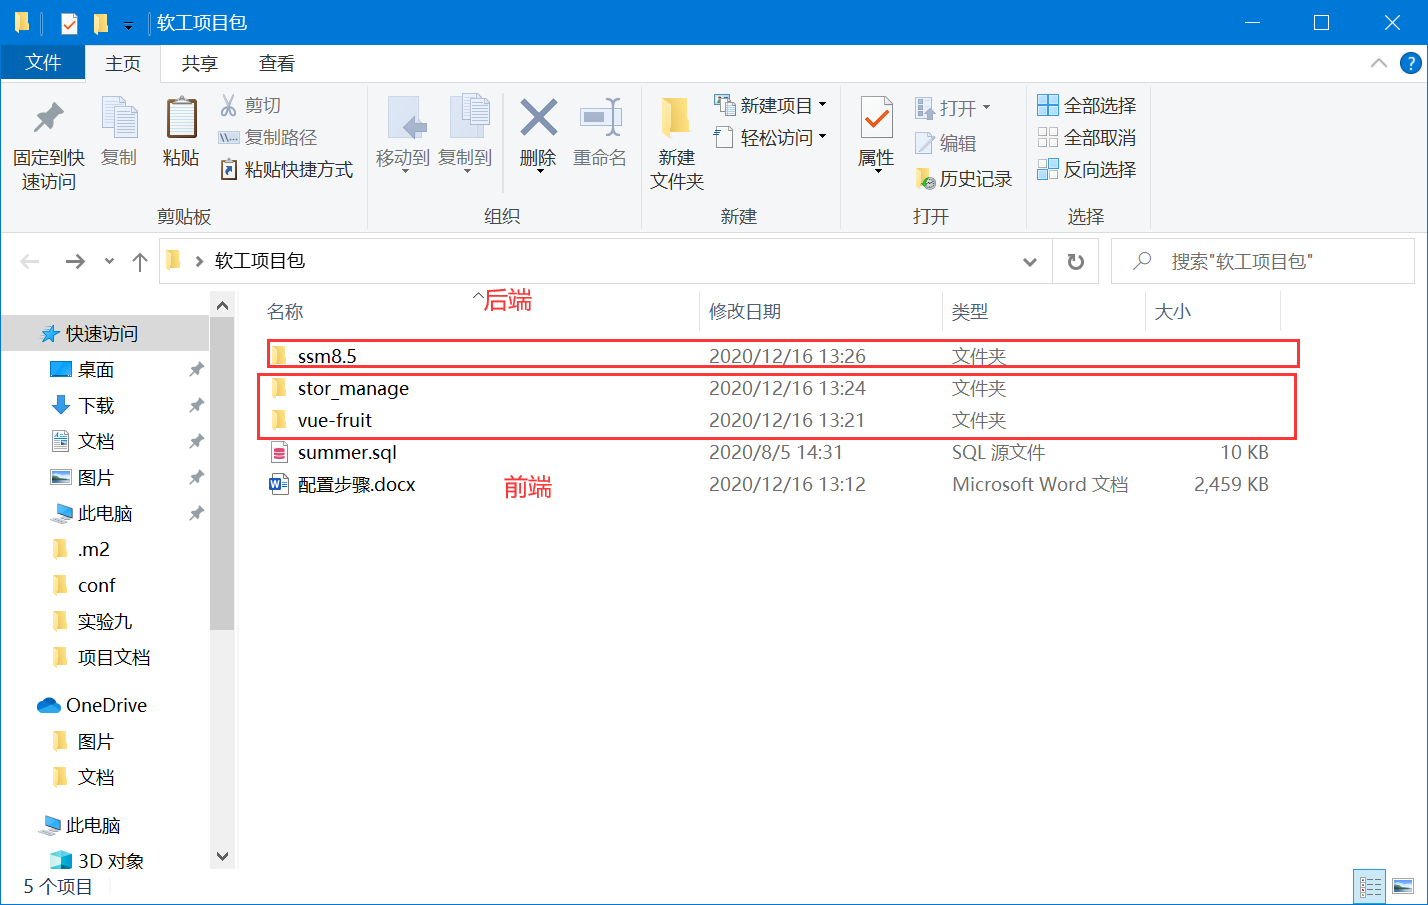 软工项目包
文件 主页 共享 查看
固定到快
速访问
复制
粘贴
剪切
复制路径
粘贴快捷方式
移动到
复制到
删除
重命名
新建
文件夹
新建项目
轻松访问
属性
打开
编辑
历史记录
全部选择
全部取消
反向选择
剪贴板 组织 新建 打开 选择
软工项目包
搜索"软工项目包"
后端
名称 修改日期 类型 大小
ssm8.5 2020/12/16 13:26 文件夹
stor_manage 2020/12/16 13:24 文件夹
vue-fruit 2020/12/16 13:21 文件夹
summer.sql 2020/8/5 14:31 SQL 源文件 10 KB
配置步骤.docx 2020/12/16 13:12 Microsoft Word 文档 2,459 KB
前端
快速访问
桌面
下载
文档
图片
此电脑
.m2
conf
实验九
项目文档
OneDrive
图片
文档
此电脑
3D 对象
5 个项目